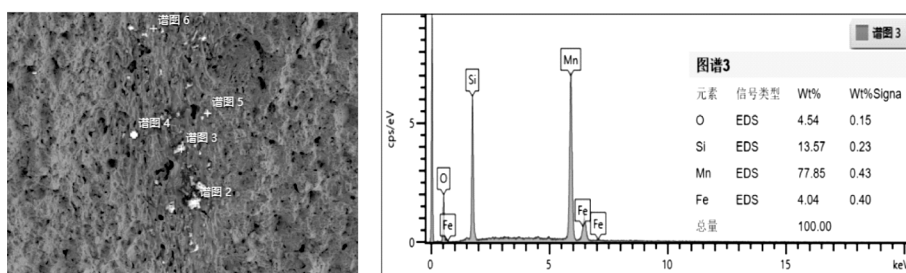 谱图 6
谱图 5
谱图 4
谱图 3
谱图 2
谱图 3
cps/eV
5
0
Si
Mn
O
Fe
Fe
Fe
0
5
10
15
keV
图谱3
元素 信号类型 Wt% Wt%Signa
O EDS 4.54 0.15
Si EDS 13.57 0.23
Mn EDS 77.85 0.43
Fe EDS 4.04 0.40
总量 100.00